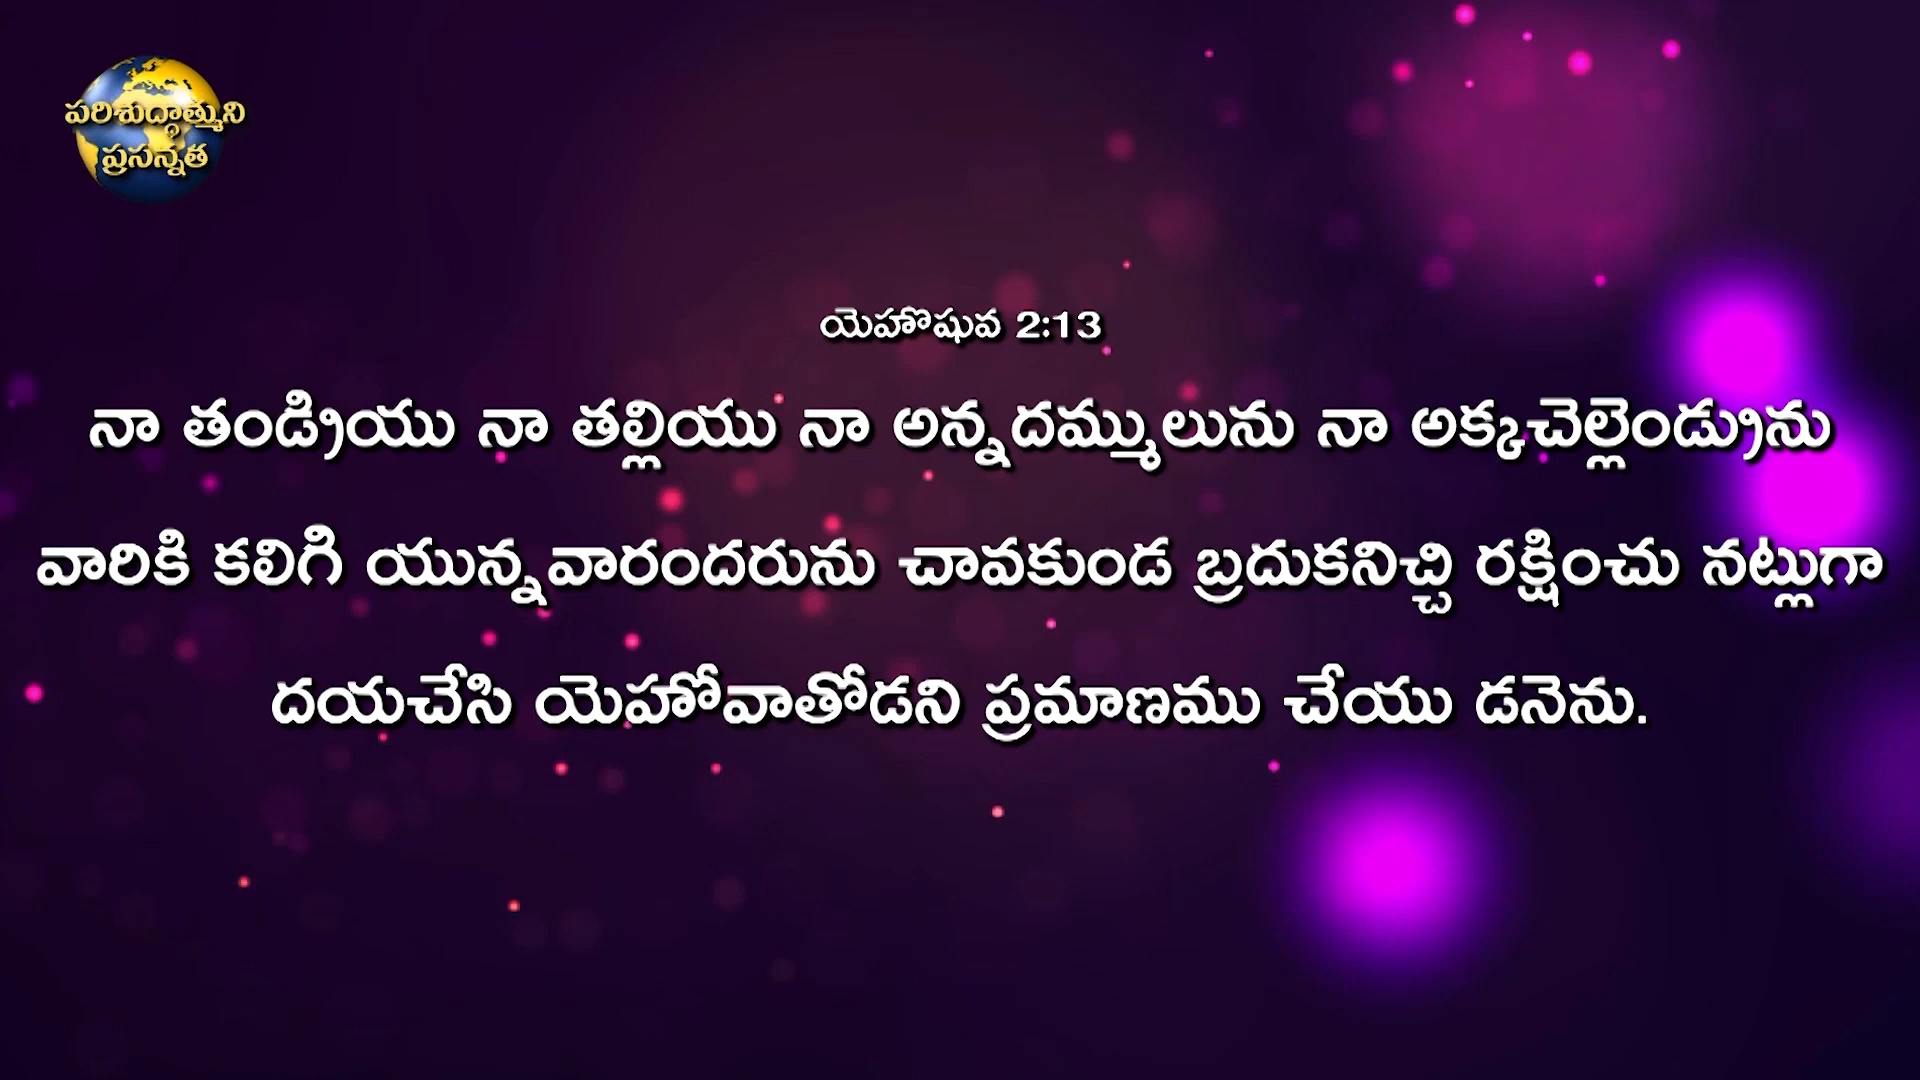 పరిశుద్ధాత్ముని
ప్రసన్నత
యెహొషువ 2:13
నా తండ్రియు నా తల్లియు నా అన్నదమ్ములును నా అక్కచెల్లెండ్రును
వారికి కలిగి యున్నవారందరును చావకుండ బ్రదుకనిచ్చి రక్షించు నట్లుగా
దయచేసి యెహోవాతోడని ప్రమాణము చేయు డనెను.